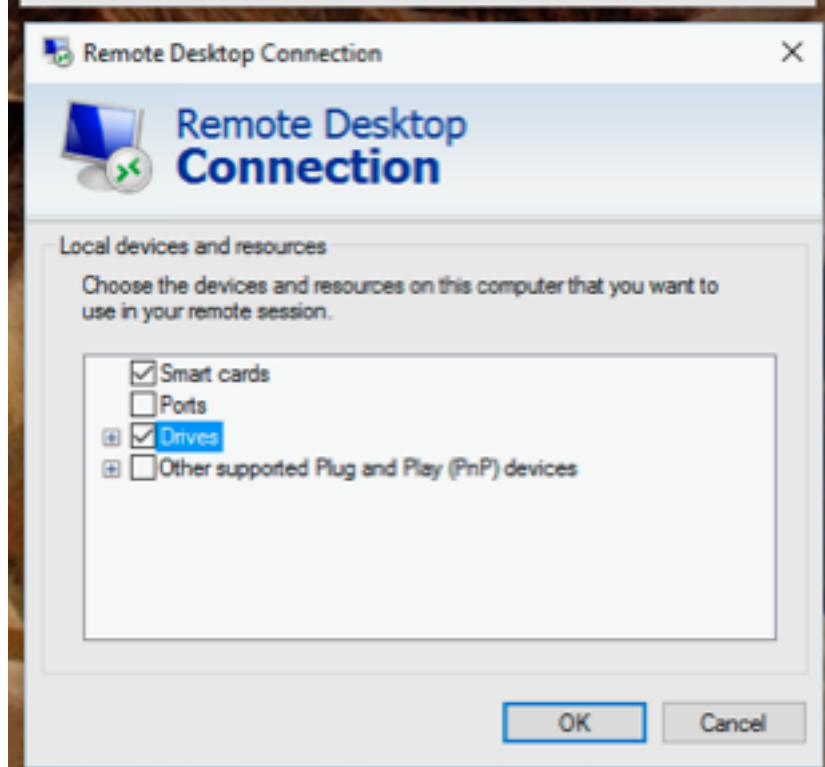 Remote Desktop Connection
Remote Desktop
Connection
Local devices and resources
Choose the devices and resources on this computer that you want to
use in your remote session.
Smart cards
Ports
Drives
Other supported Plug and Play (PnP) devices
OK
Cancel